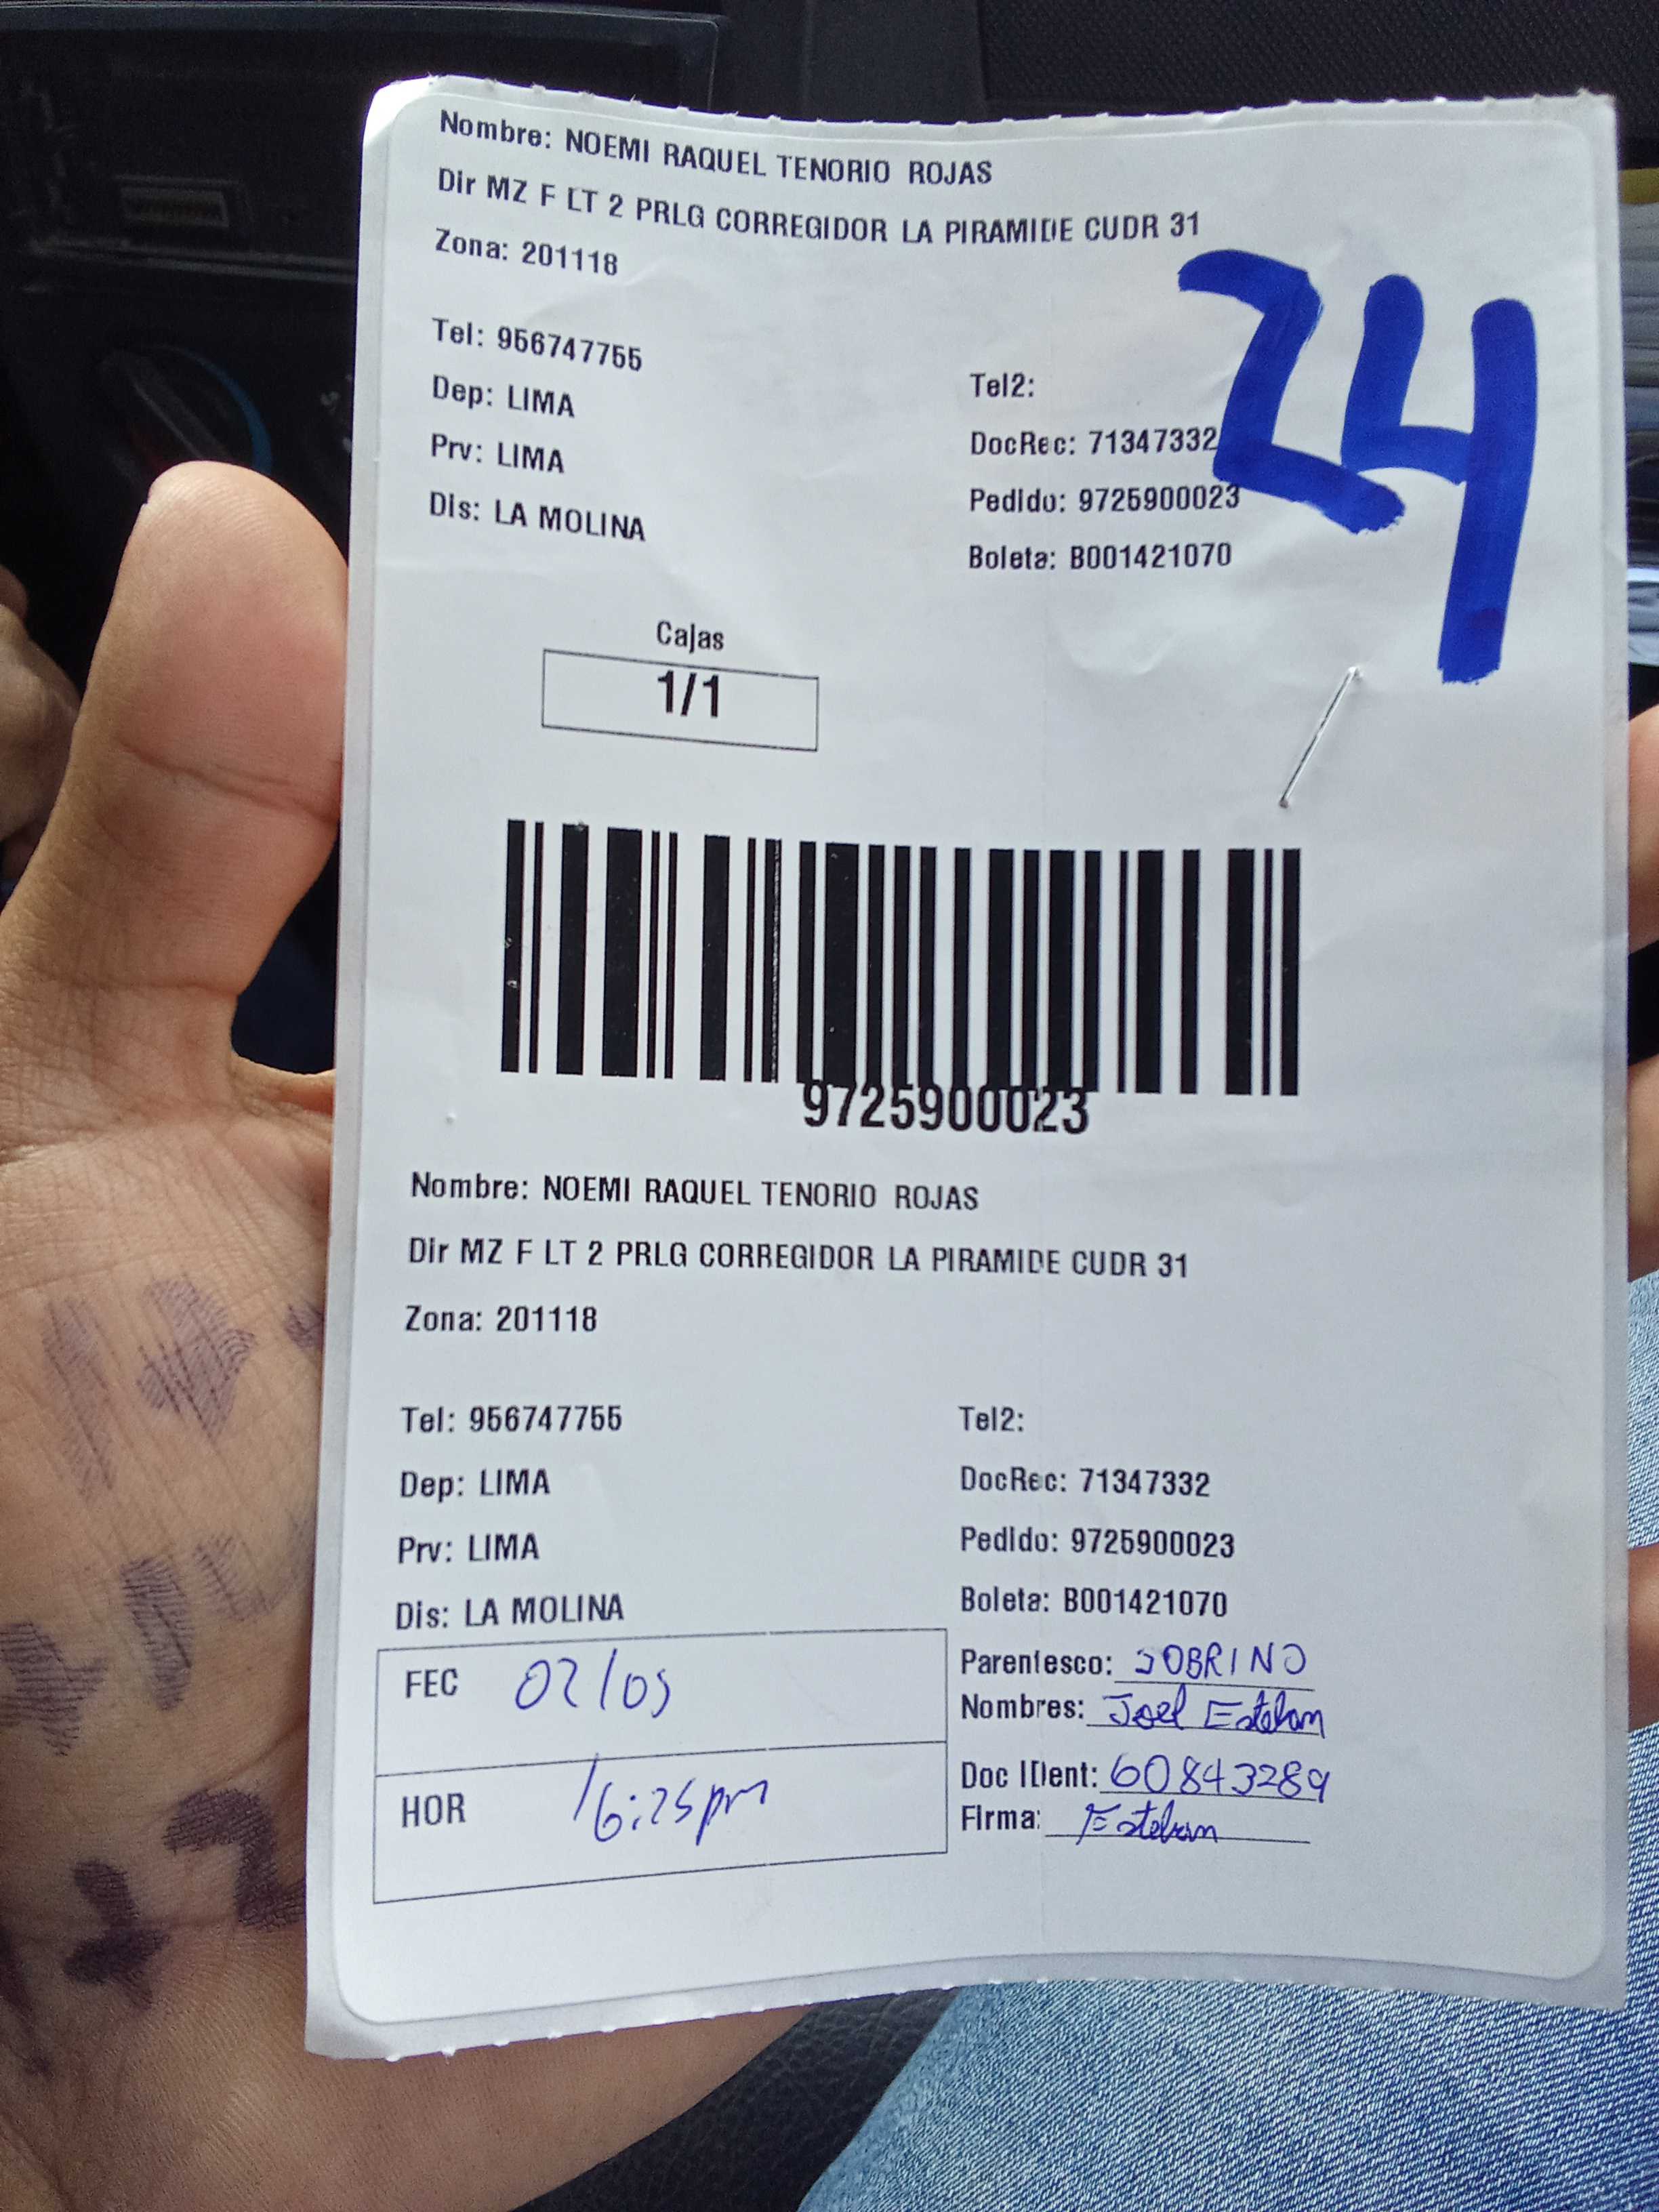 Nombre: NOEMI RAQUEL TENORIO ROJAS
Dir MZ F LT 2 PRLG CORREGIDOR LA PIRAMIDE CUDR 31
Zona: 201118
24
Tel: 956747755
Tel2:
Dep: LIMA
DocRec: 71347332
Prv: LIMA
Pedido: 9725900023
Dis: LA MOLINA
Boleta: B001421070
Cajas
1/1
9725900023
Nombre: NOEMI RAQUEL TENORIO ROJAS
Dir MZ F LT 2 PRLG CORREGIDOR LA PIRAMIDE CUDR 31
Zona: 201118
Tel: 956747755
Tel2:
Dep: LIMA
DocRec: 71347332
Prv: LIMA
Pedido: 9725900023
Dis: LA MOLINA
Boleta: B001421070
FEC 02/05
Parentesco: SOBRINO
Nombres: Joel Esteban
HOR 16:25pm
Doc IDent: 60843289
Firma: Esteban